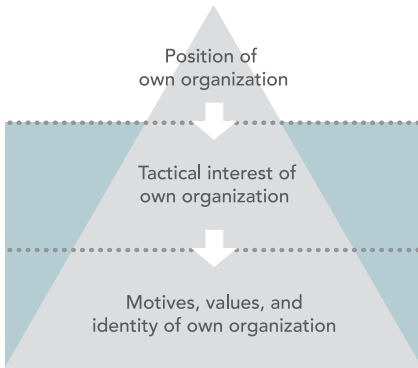 Position of
own organization
Tactical interest of
own organization
Motives, values, and
identity of own organization